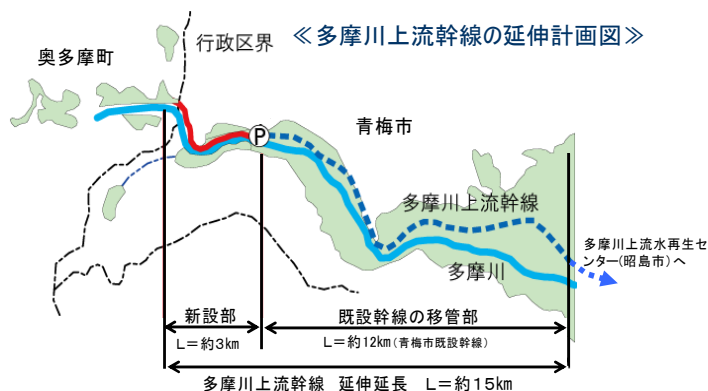 ≪多摩川上流幹線の延伸計画図≫
行政区界
奥多摩町
青梅市
P
多摩川上流幹線
多摩川
多摩川上流水再生セ
ンター(昭島市)へ
新設部
既設幹線の移管部
L=約3km
L=約12km(青梅市既設幹線)
多摩川上流幹線 延伸延長 L=約15km